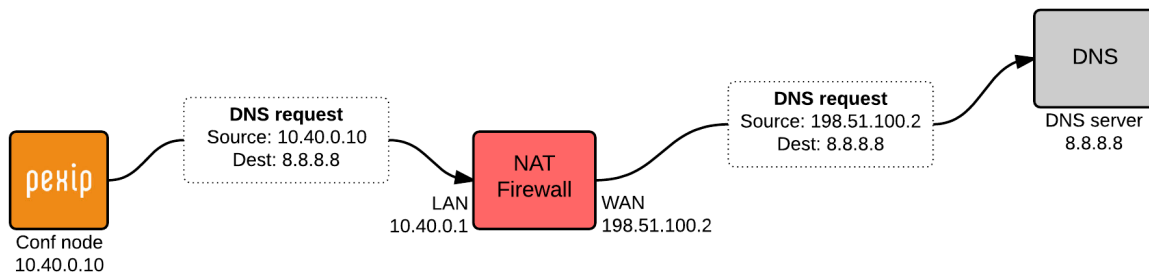 pexip
Conf node
10.40.0.10
DNS request
Source: 10.40.0.10
Dest: 8.8.8.8
LAN
10.40.0.1
NAT
Firewall
WAN
198.51.100.2
DNS request
Source: 198.51.100.2
Dest: 8.8.8.8
DNS
DNS server
8.8.8.8